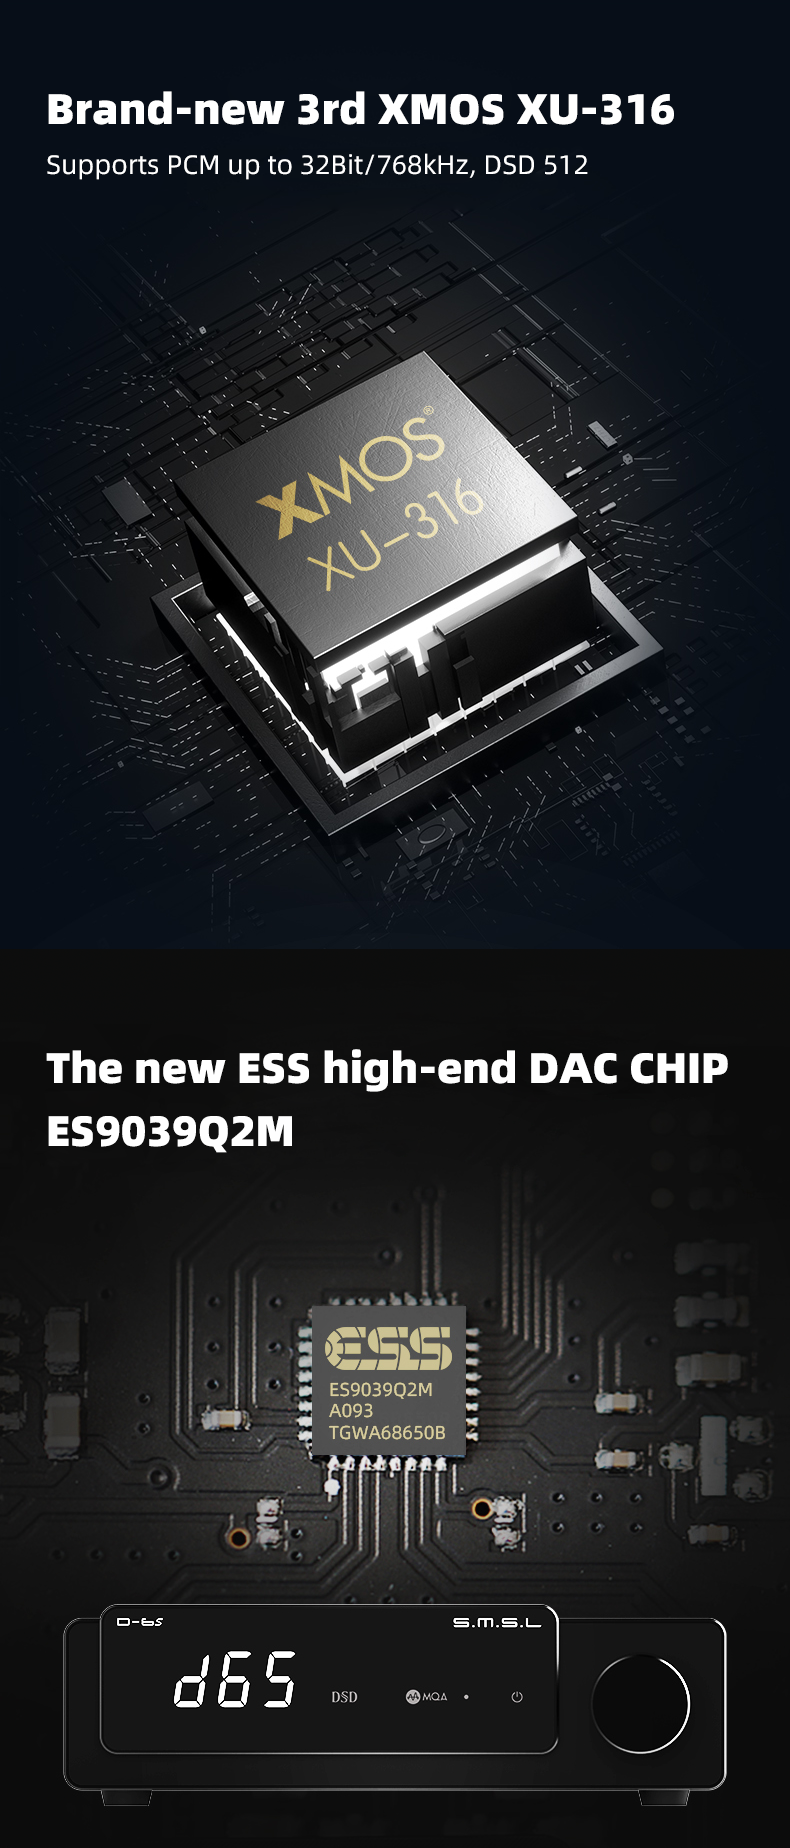 Brand-new 3rd XMOS XU-316
Supports PCM up to 32Bit/768kHz, DSD 512
XMOS®
XU-316
The new ESS high-end DAC CHIP
ES9039Q2M
ESS
ES9039Q2M
A093
TGWA68650B
D-6s
S.M.S.L
d6S
DSD
MQA